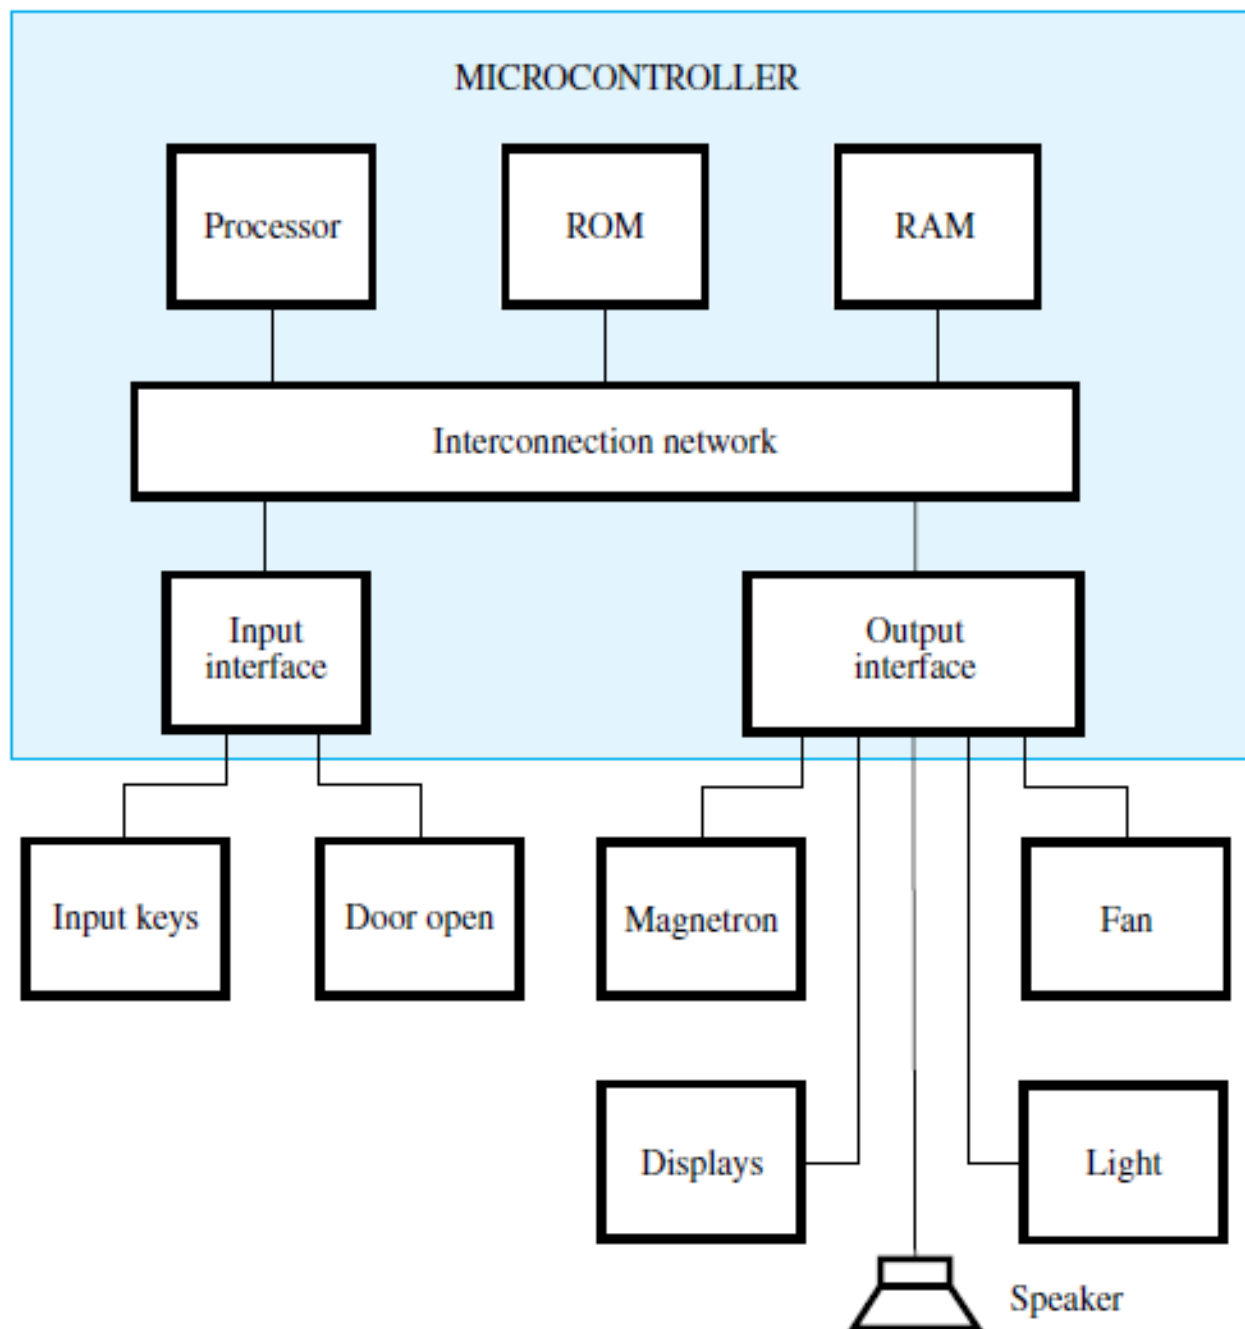 MICROCONTROLLER
Processor
ROM
RAM
Interconnection network
Input
interface
Output
interface
Input keys
Door open
Magnetron
Fan
Displays
Light
Speaker